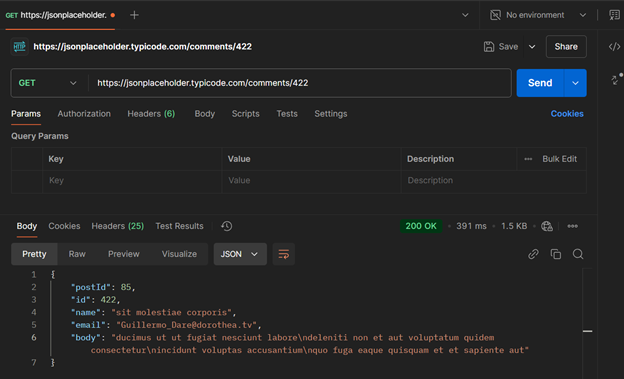 GET https://jsonplaceholder.
No environment
HTTP https://jsonplaceholder.typicode.com/comments/422 Save Share
GET https://jsonplaceholder.typicode.com/comments/422 Send
Params Authorization Headers (6) Body Scripts Tests Settings Cookies
Query Params
Key Value Description Bulk Edit
Key Value Description
Body Cookies Headers (25) Test Results 200 OK 391 ms 1.5 KB
Pretty Raw Preview Visualize JSON
1 {
2 "postId": 85,
3 "id": 422,
4 "name": "sit molestiae corporis",
5 "email": "Guillermo_Dare@dorothea.tv",
6 "body": "ducimus ut ut fugiat nesciunt labore\ndeleniti non et aut voluptatum quidem
consectetur\nincidunt voluptas accusantium\nquo fuga eaque quisquam et et sapiente aut"
7 }